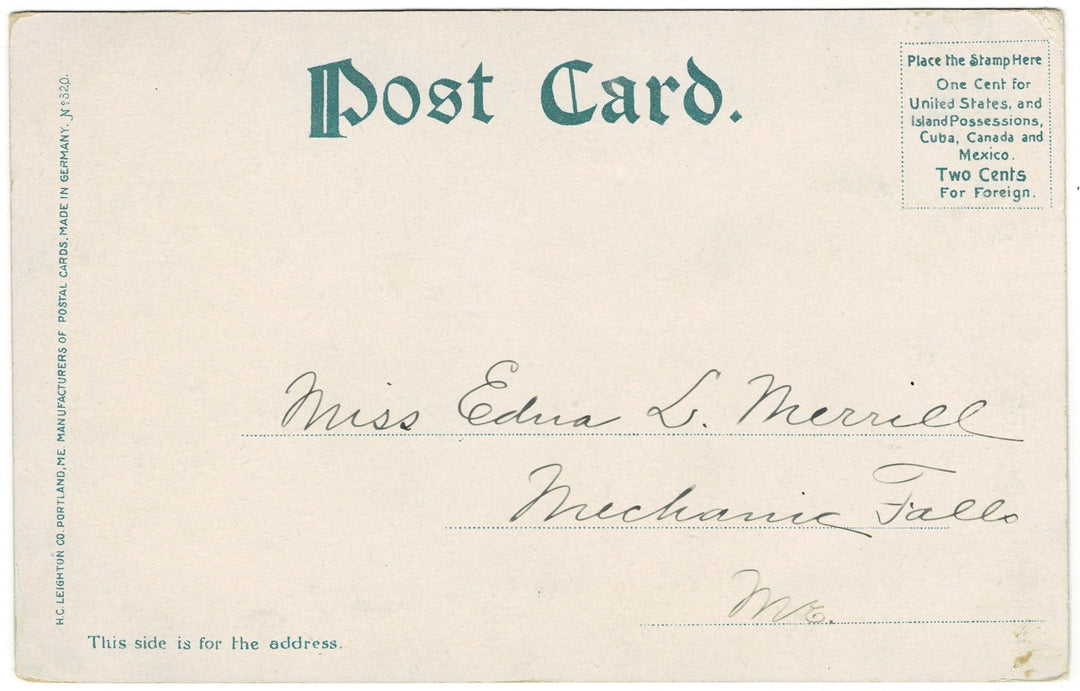 Post Card.
Place the Stamp Here
One Cent for
United States, and
Island Possessions,
Cuba, Canada and
Mexico.
Two Cents
For Foreign.
H.C. LEIGHTON CO. PORTLAND, ME. MANUFACTURERS OF POSTAL CARDS, MADE IN GERMANY. No 320.
Miss Edna L. Merrill
Mechanic Falls
Me.
This side is for the address.